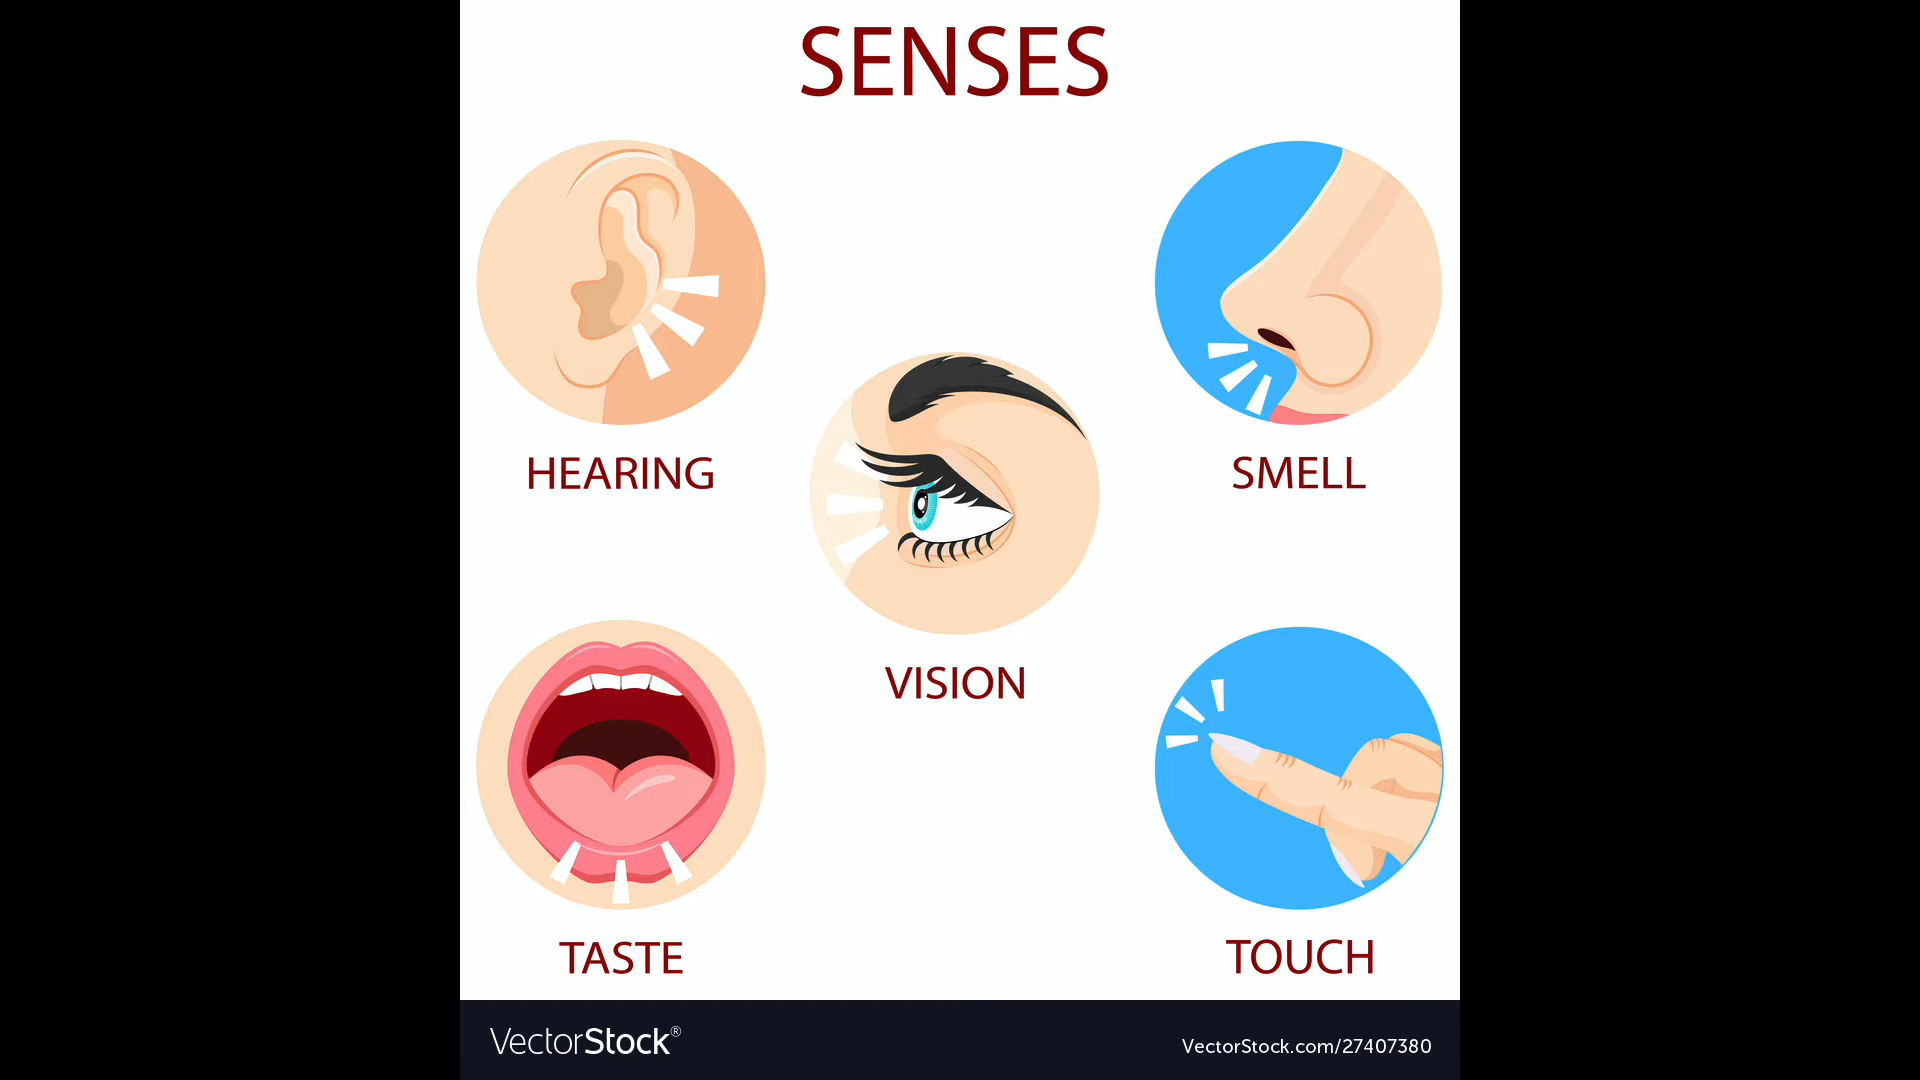 SENSES
HEARING
SMELL
VISION
TASTE
TOUCH
VectorStock®
VectorStock.com/27407380